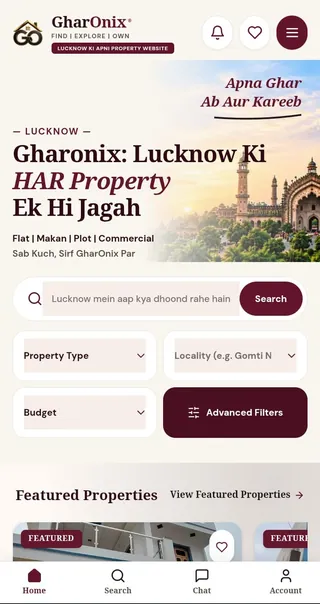 GharOnix®
FIND | EXPLORE | OWN
LUCKNOW KI APNI PROPERTY WEBSITE
Apna Ghar
Ab Aur Kareeb
— LUCKNOW —
Gharonix: Lucknow Ki
HAR Property
Ek Hi Jagah
Flat | Makan | Plot | Commercial
Sab Kuch, Sirf GharOnix Par
Lucknow mein aap kya dhoond rahe hain
Search
Property Type
Locality (e.g. Gomti N
Budget
Advanced Filters
Featured Properties
View Featured Properties →
FEATURED
FEATUR
Home
Search
Chat
Account